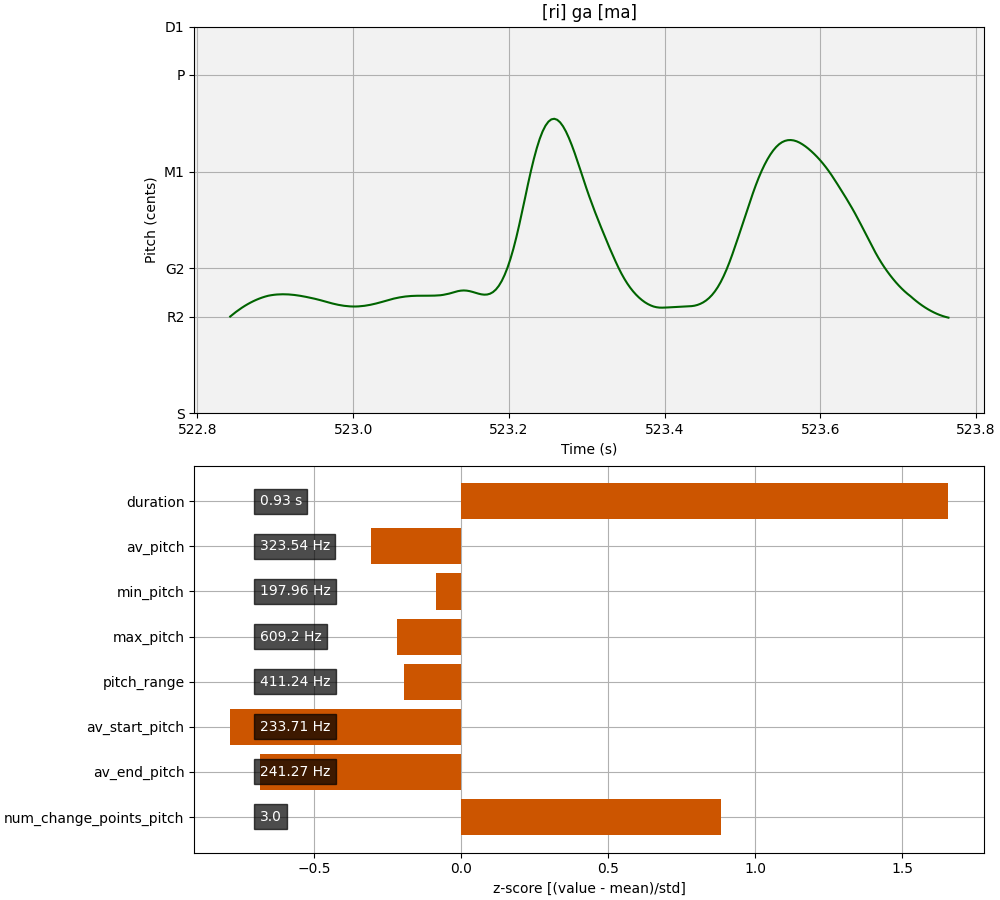 [ri] ga [ma]
D1
P
M1
G2
R2
S
Pitch (cents)
522.8 523.0 523.2 523.4 523.6 523.8
Time (s)
duration 0.93 s
av_pitch 323.54 Hz
min_pitch 197.96 Hz
max_pitch 609.2 Hz
pitch_range 411.24 Hz
av_start_pitch 233.71 Hz
av_end_pitch 241.27 Hz
num_change_points_pitch 3.0
−0.5 0.0 0.5 1.0 1.5
z-score [(value - mean)/std]